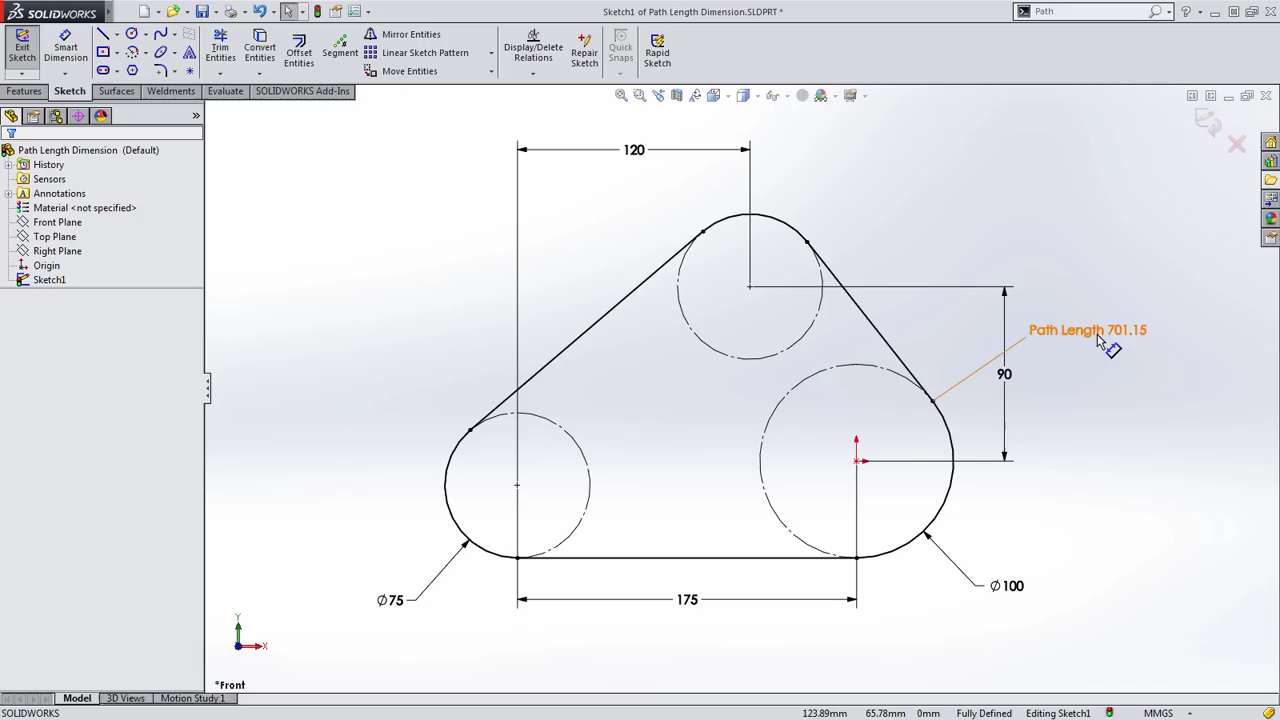 SOLIDWORKS
Sketch1 of Path Length Dimension.SLDPRT *
Path
Exit Sketch
Smart Dimension
Trim Entities
Convert Entities
Offset Entities
Segment
Mirror Entities
Linear Sketch Pattern
Move Entities
Display/Delete Relations
Repair Sketch
Quick Snaps
Rapid Sketch
Features
Sketch
Surfaces
Weldments
Evaluate
SOLIDWORKS Add-Ins
Path Length Dimension (Default)
History
Sensors
Annotations
Material <not specified>
Front Plane
Top Plane
Right Plane
Origin
Sketch1
120
Path Length 701.15
90
Ø75
175
Ø100
Y
X
*Front
Model
3D Views
Motion Study 1
SOLIDWORKS
123.89mm
65.78mm
0mm
Fully Defined
Editing Sketch1
MMGS